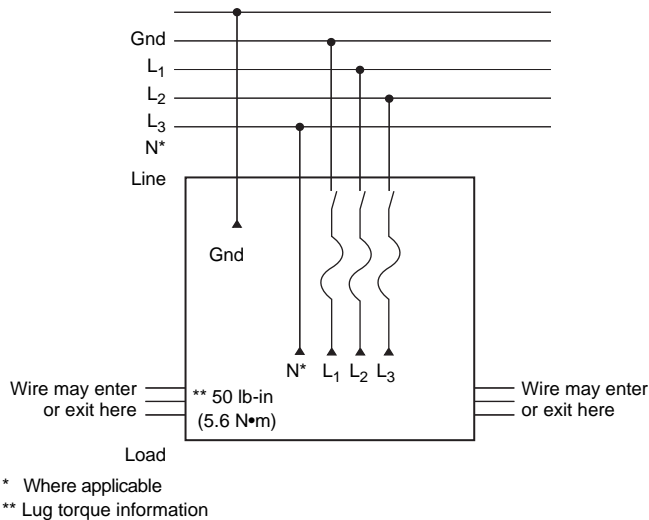 Gnd
L₁
L₂
L₃
N*
Line
Gnd
N* L₁ L₂ L₃
Wire may enter
or exit here
** 50 lb-in
(5.6 N•m)
Wire may enter
or exit here
Load
* Where applicable
** Lug torque information